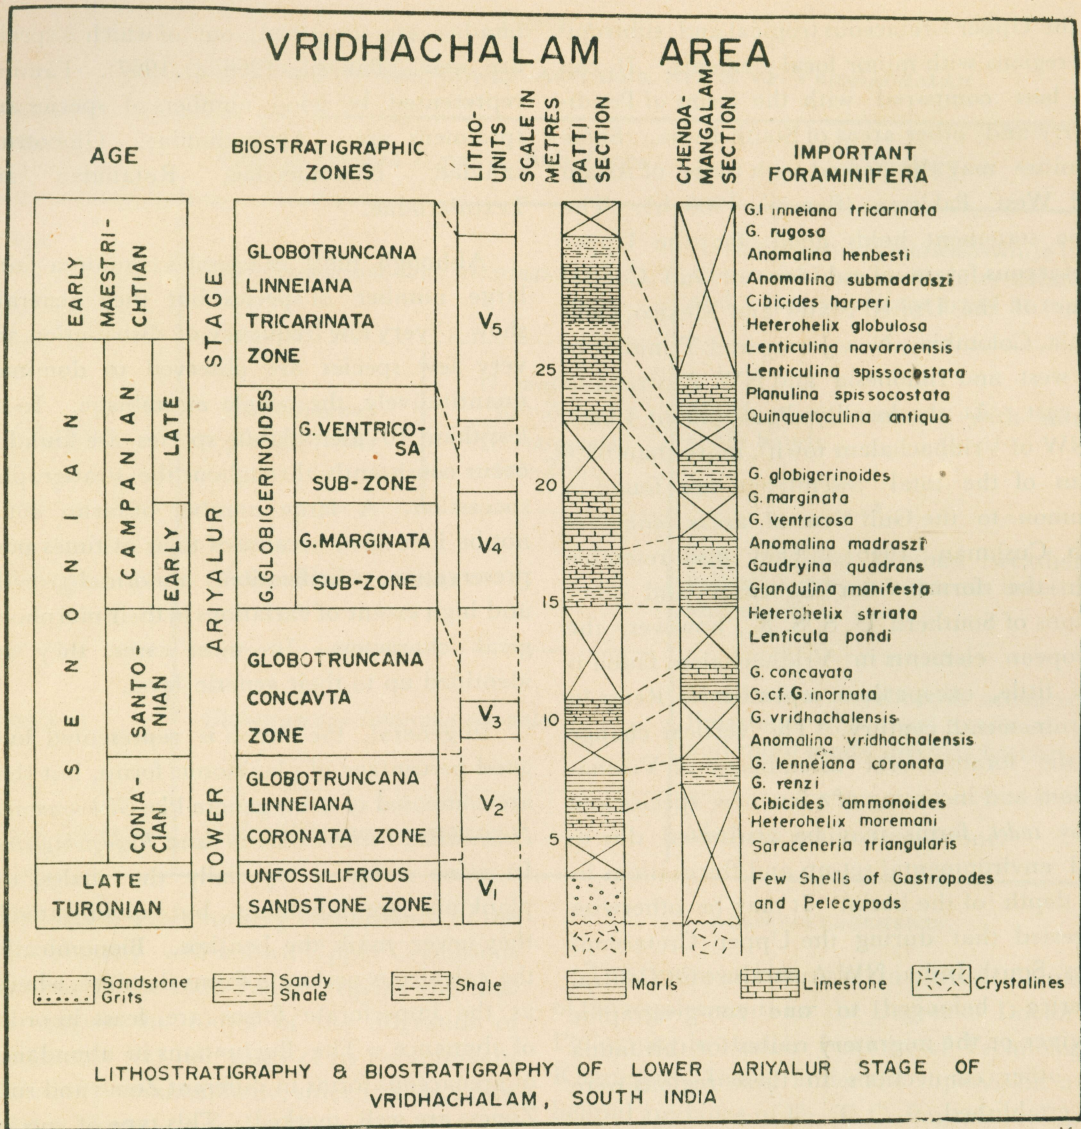 VRIDHACHALAM AREA
AGE
BIOSTRATIGRAPHIC
ZONES
LITHO-
UNITS
SCALE IN
METRES
PATTI
SECTION
CHENDA-
MANGALAM
SECTION
IMPORTANT
FORAMINIFERA
EARLY
MAESTRI-
CHTIAN
SENONIAN
CAMPANIAN
LATE
EARLY
SANTO-
NIAN
CONIA-
CIAN
LATE
TURONIAN
LOWER ARIYALUR STAGE
GLOBOTRUNCANA
LINNEIANA
TRICARINATA
ZONE
G.GLOBIGERINOIDES
G.VENTRICO-
SA
SUB-ZONE
G.MARGINATA
SUB-ZONE
GLOBOTRUNCANA
CONCAVTA
ZONE
GLOBOTRUNCANA
LINNEIANA
CORONATA ZONE
UNFOSSILIFROUS
SANDSTONE ZONE
V5
V4
V3
V2
V1
25
20
15
10
5
G.linneiana tricarinata
G. rugosa
Anomalina henbesti
Anomalina submadraszi
Cibicides harperi
Heterohelix globulosa
Lenticulina navarroensis
Lenticulina spissocostata
Planulina spissocostata
Quinqueloculina antiqua
G. globigerinoides
G. marginata
G. ventricosa
Anomalina madraszi
Gaudryina quadrans
Glandulina manifesta
Heterohelix striata
Lenticula pondi
G. concavata
G.cf. G.inornata
G. vridhachalensis
Anomalina vridhachalensis
G. lenneiana coronata
G. renzi
Cibicides ammonoides
Heterohelix moremani
Saraceneria triangularis
Few Shells of Gastropodes
and Pelecypods
Sandstone
Grits
Sandy
Shale
Shale
Marls
Limestone
Crystalines
LITHOSTRATIGRAPHY & BIOSTRATIGRAPHY OF LOWER ARIYALUR STAGE OF
VRIDHACHALAM, SOUTH INDIA